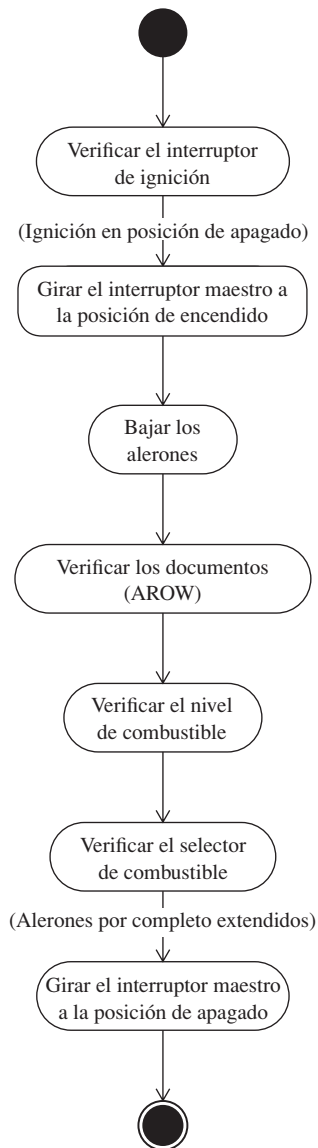 Verificar el interruptor
de ignición
(Ignición en posición de apagado)
Girar el interruptor maestro a
la posición de encendido
Bajar los
alerones
Verificar los documentos
(AROW)
Verificar el nivel
de combustible
Verificar el selector
de combustible
(Alerones por completo extendidos)
Girar el interruptor maestro
a la posición de apagado